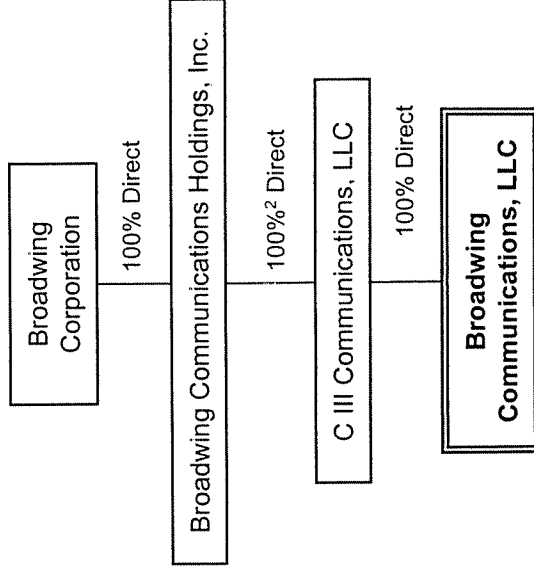 Broadwing
Corporation
100% Direct
Broadwing Communications Holdings, Inc.
100%² Direct
C III Communications, LLC
100% Direct
Broadwing
Communications, LLC